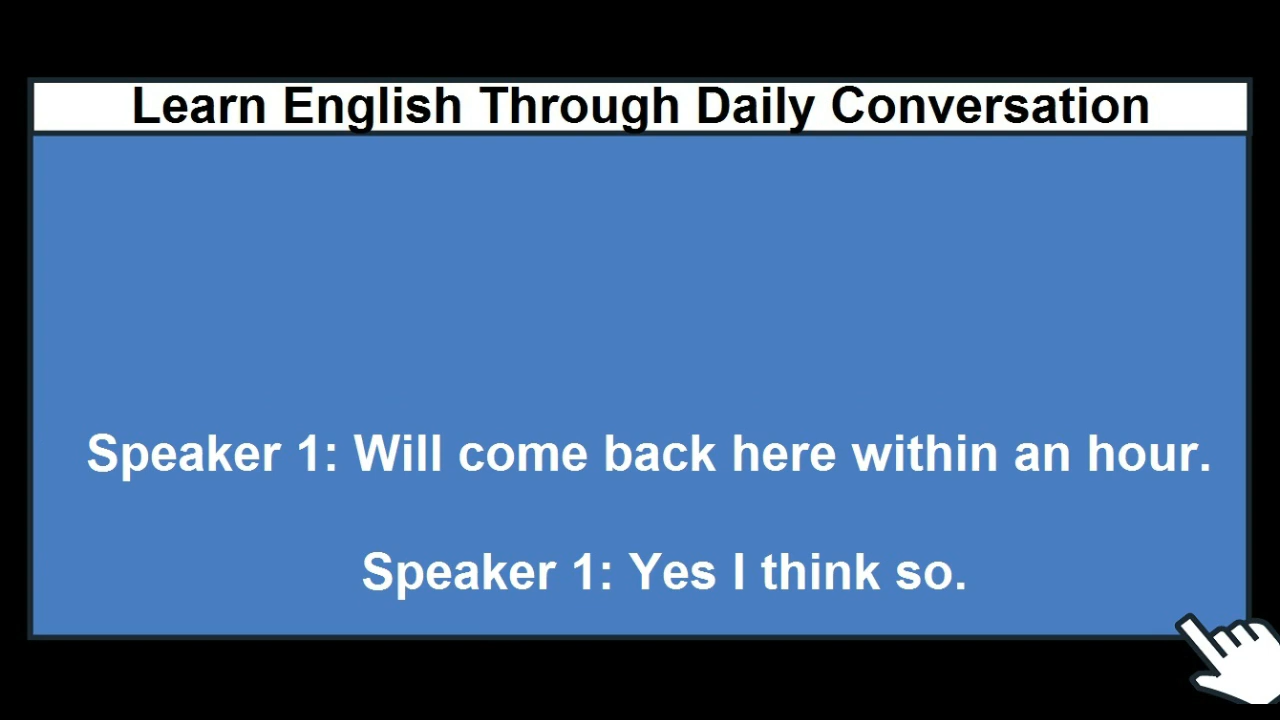 Learn English Through Daily Conversation
Speaker 1: Will come back here within an hour.
Speaker 1: Yes I think so.